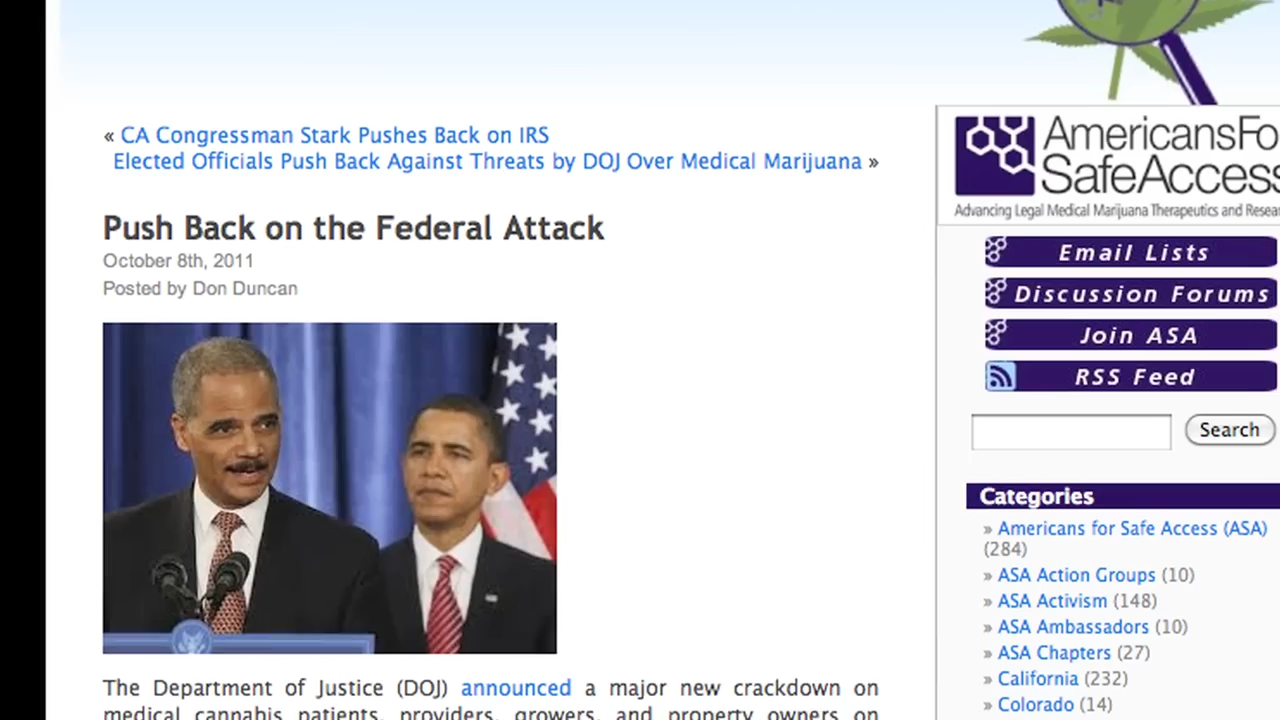 « CA Congressman Stark Pushes Back on IRS
Elected Officials Push Back Against Threats by DOJ Over Medical Marijuana »
Push Back on the Federal Attack
October 8th, 2011
Posted by Don Duncan
The Department of Justice (DOJ) announced a major new crackdown on
medical cannabis patients, providers, growers, and property owners on
AmericansFo
SafeAccess
Advancing Legal Medical Marijuana Therapeutics and Resear
Email Lists
Discussion Forums
Join ASA
RSS Feed
Search
Categories
» Americans for Safe Access (ASA)
(284)
» ASA Action Groups (10)
» ASA Activism (148)
» ASA Ambassadors (10)
» ASA Chapters (27)
» California (232)
» Colorado (14)